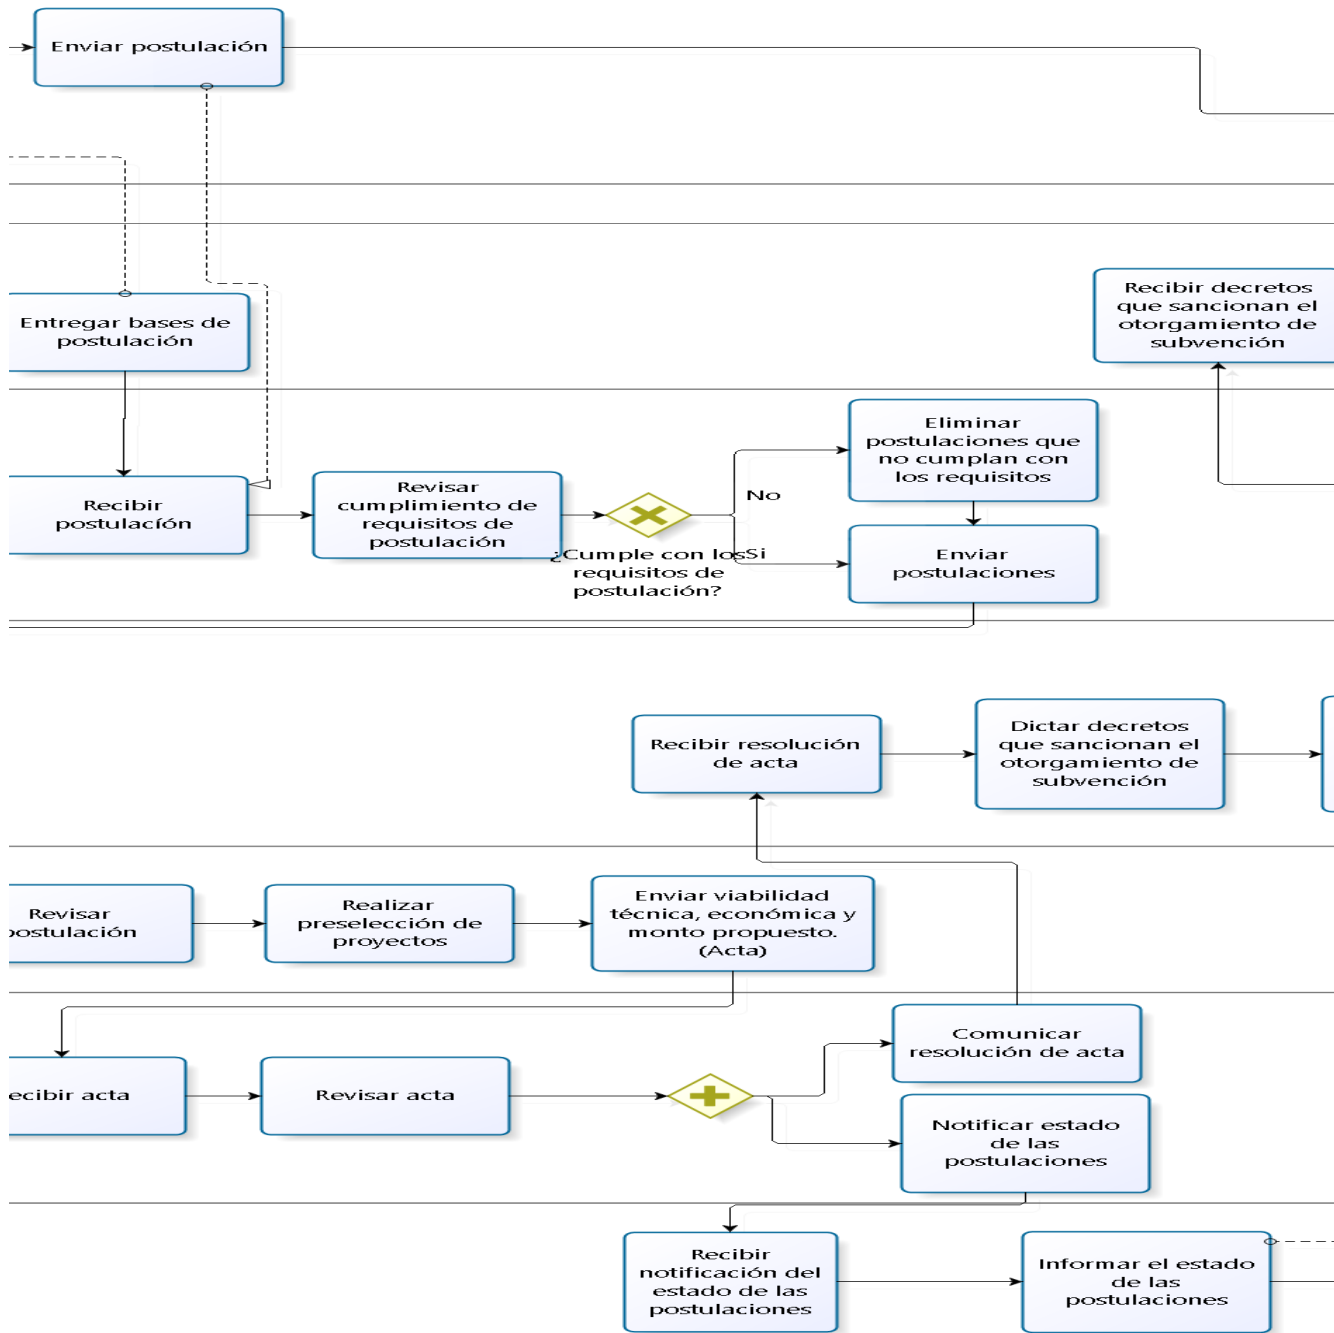 Enviar postulación
Entregar bases de
postulación
Recibir decretos
que sancionan el
otorgamiento de
subvención
Recibir
postulacíon
Revisar
cumplimiento de
requisitos de
postulación
¿Cumple con los
requisitos de
postulación?
No
Si
Eliminar
postulaciones que
no cumplan con
los requisitos
Enviar
postulaciones
Recibir resolución
de acta
Dictar decretos
que sancionan el
otorgamiento de
subvención
Revisar
postulación
Realizar
preselección de
proyectos
Enviar viabilidad
técnica, económica y
monto propuesto.
(Acta)
ecibir acta
Revisar acta
Comunicar
resolución de acta
Notificar estado
de las
postulaciones
Recibir
notificación del
estado de las
postulaciones
Informar el estado
de las
postulaciones